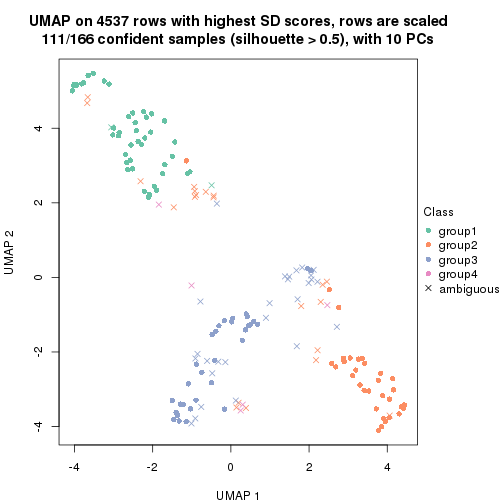 UMAP on 4537 rows with highest SD scores, rows are scaled
111/166 confident samples (silhouette > 0.5), with 10 PCs
4
2
0
-2
-4
UMAP 2
-4
-2
0
2
4
UMAP 1
Class
group1
group2
group3
group4
ambiguous